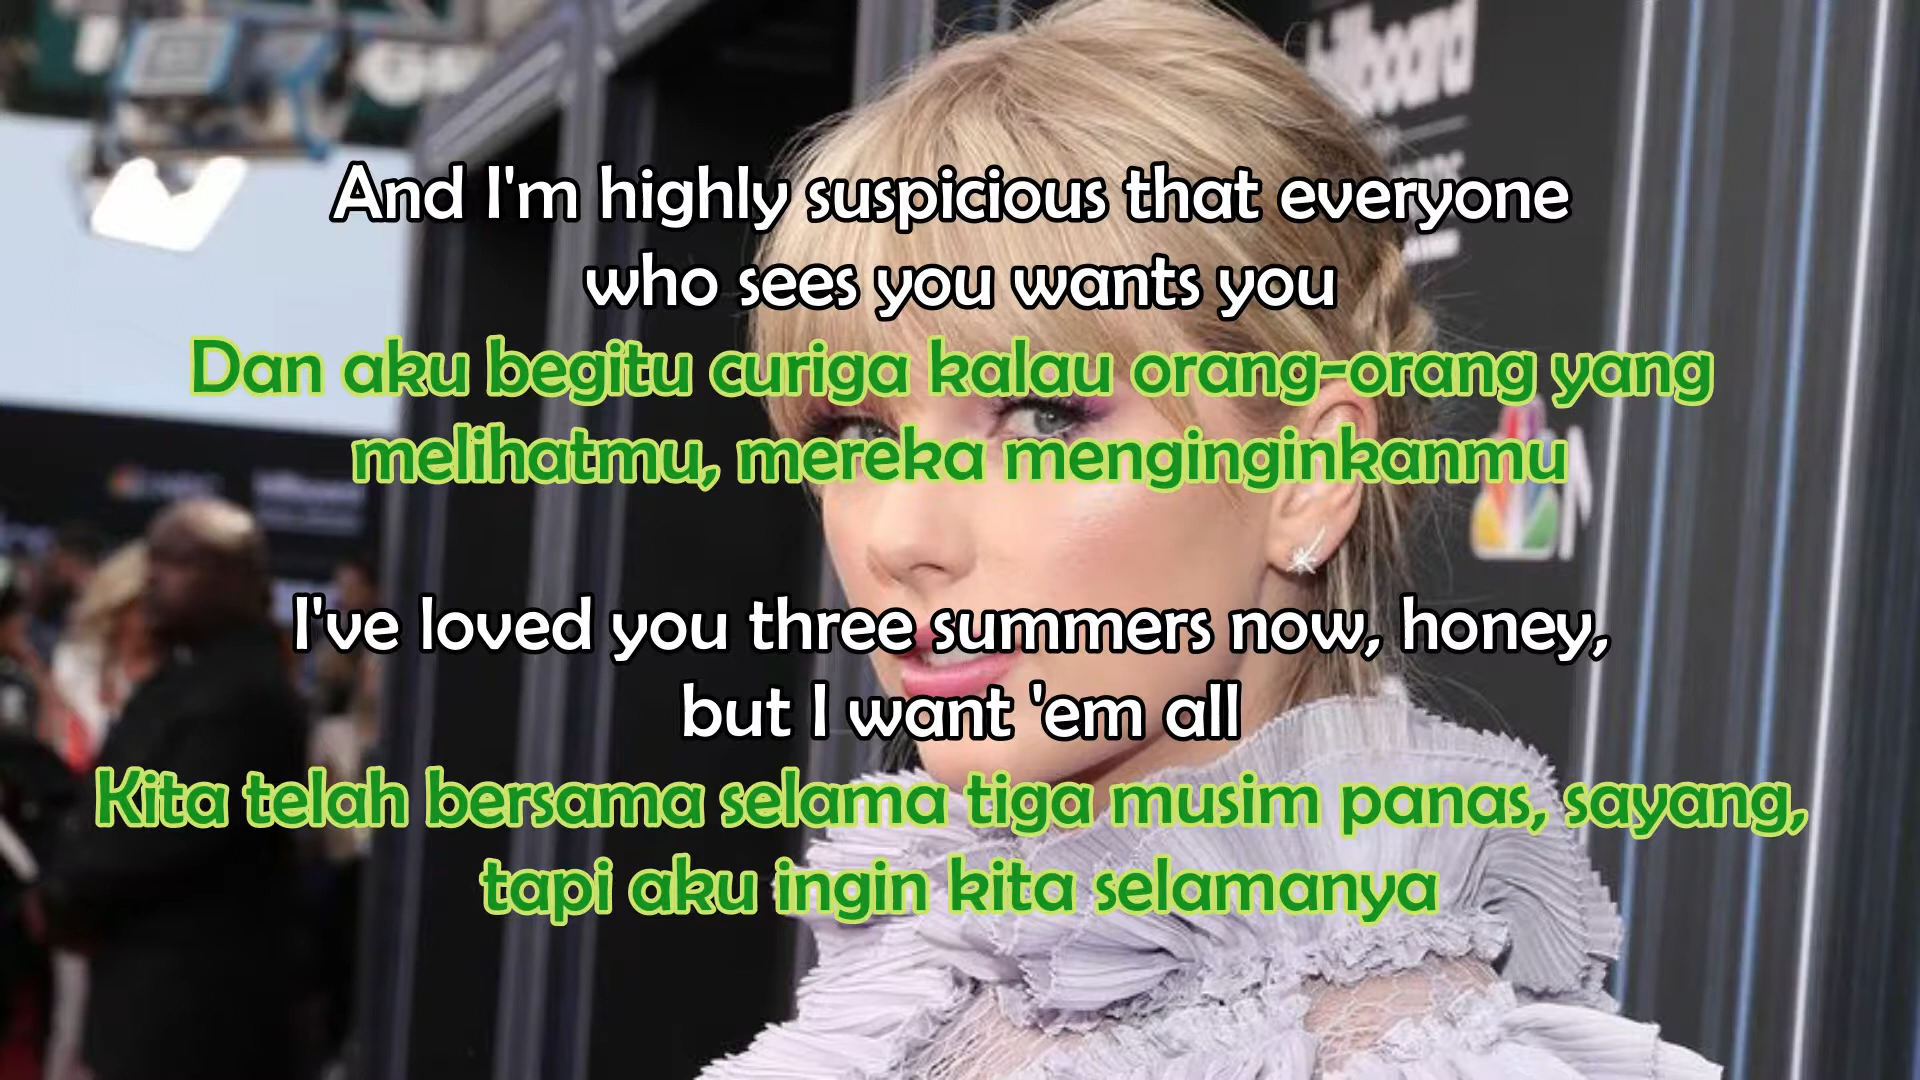 billboard
And I'm highly suspicious that everyone
who sees you wants you
Dan aku begitu curiga kalau orang-orang yang
melihatmu, mereka menginginkanmu
I've loved you three summers now, honey,
but I want 'em all
Kita telah bersama selama tiga musim panas, sayang,
tapi aku ingin kita selamanya